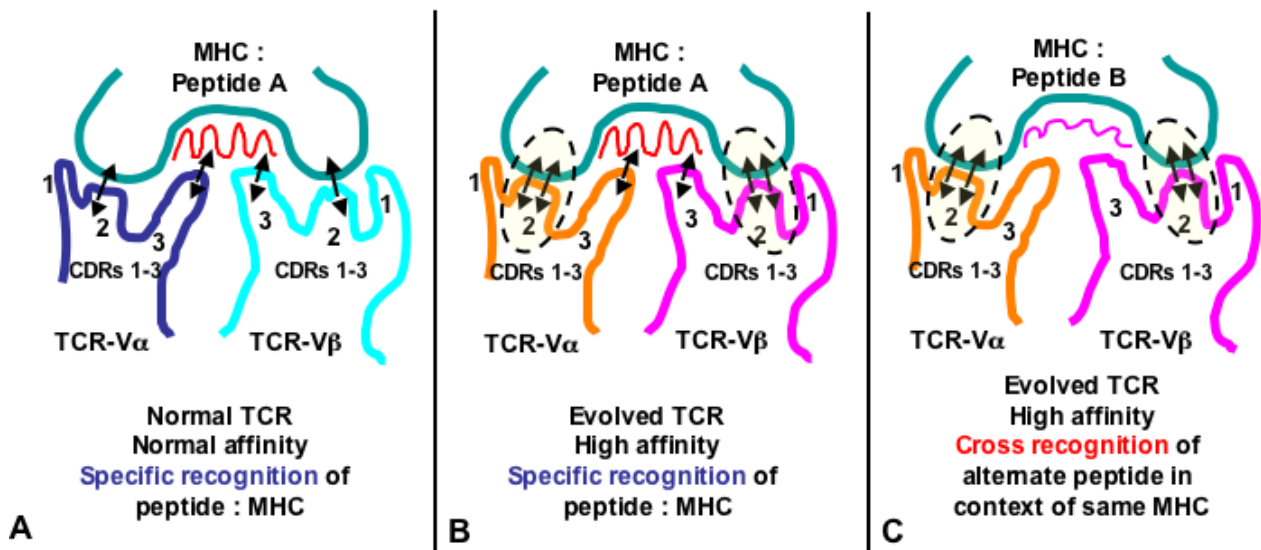 MHC :
Peptide A
1
2
3
3
2
1
CDRs 1-3
CDRs 1-3
TCR-Vα
TCR-Vβ
Normal TCR
Normal affinity
Specific recognition of
peptide : MHC
A
MHC :
Peptide A
1
2
3
3
2
1
CDRs 1-3
CDRs 1-3
TCR-Vα
TCR-Vβ
Evolved TCR
High affinity
Specific recognition of
peptide : MHC
B
MHC :
Peptide B
1
2
3
3
2
1
CDRs 1-3
CDRs 1-3
TCR-Vα
TCR-Vβ
Evolved TCR
High affinity
Cross recognition of
alternate peptide in
context of same MHC
C